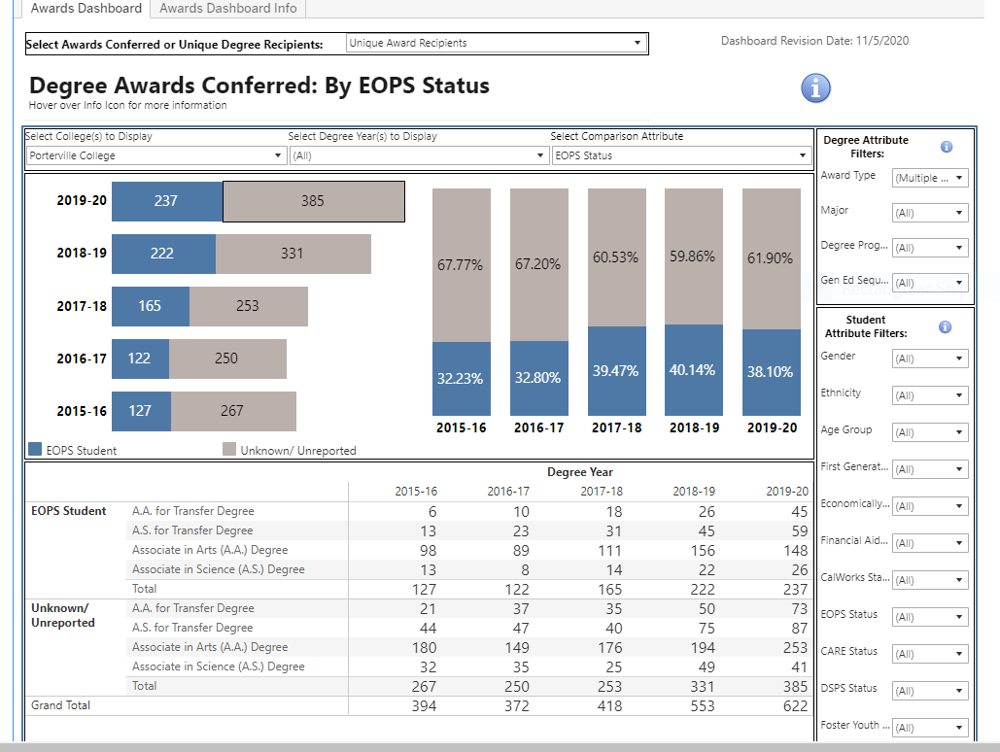 Awards Dashboard Awards Dashboard Info
Select Awards Conferred or Unique Degree Recipients: Unique Award Recipients
Dashboard Revision Date: 11/5/2020
Degree Awards Conferred: By EOPS Status
Hover over Info Icon for more information
i
Select College(s) to Display Select Degree Year(s) to Display Select Comparison Attribute
Porterville College (All) EOPS Status
2019-20 237 385
2018-19 222 331
2017-18 165 253
2016-17 122 250
2015-16 127 267
EOPS Student Unknown/ Unreported
67.77% 67.20% 60.53% 59.86% 61.90%
32.23% 32.80% 39.47% 40.14% 38.10%
2015-16 2016-17 2017-18 2018-19 2019-20
Degree Year
2015-16 2016-17 2017-18 2018-19 2019-20
EOPS Student A.A. for Transfer Degree 6 10 18 26 45
A.S. for Transfer Degree 13 23 31 45 59
Associate in Arts (A.A.) Degree 98 89 111 156 148
Associate in Science (A.S.) Degree 13 8 14 22 26
Total 127 122 165 222 237
Unknown/ A.A. for Transfer Degree 21 37 35 50 73
Unreported A.S. for Transfer Degree 44 47 40 75 87
Associate in Arts (A.A.) Degree 180 149 176 194 253
Associate in Science (A.S.) Degree 32 35 25 49 41
Total 267 250 253 331 385
Grand Total 394 372 418 553 622
Degree Attribute
Filters: i
Award Type (Multiple ...
Major (All)
Degree Prog... (All)
Gen Ed Sequ... (All)
Student
Attribute Filters: i
Gender (All)
Ethnicity (All)
Age Group (All)
First Generat... (All)
Economically... (All)
Financial Aid... (All)
CalWorks Sta... (All)
EOPS Status (All)
CARE Status (All)
DSPS Status (All)
Foster Youth ... (All)